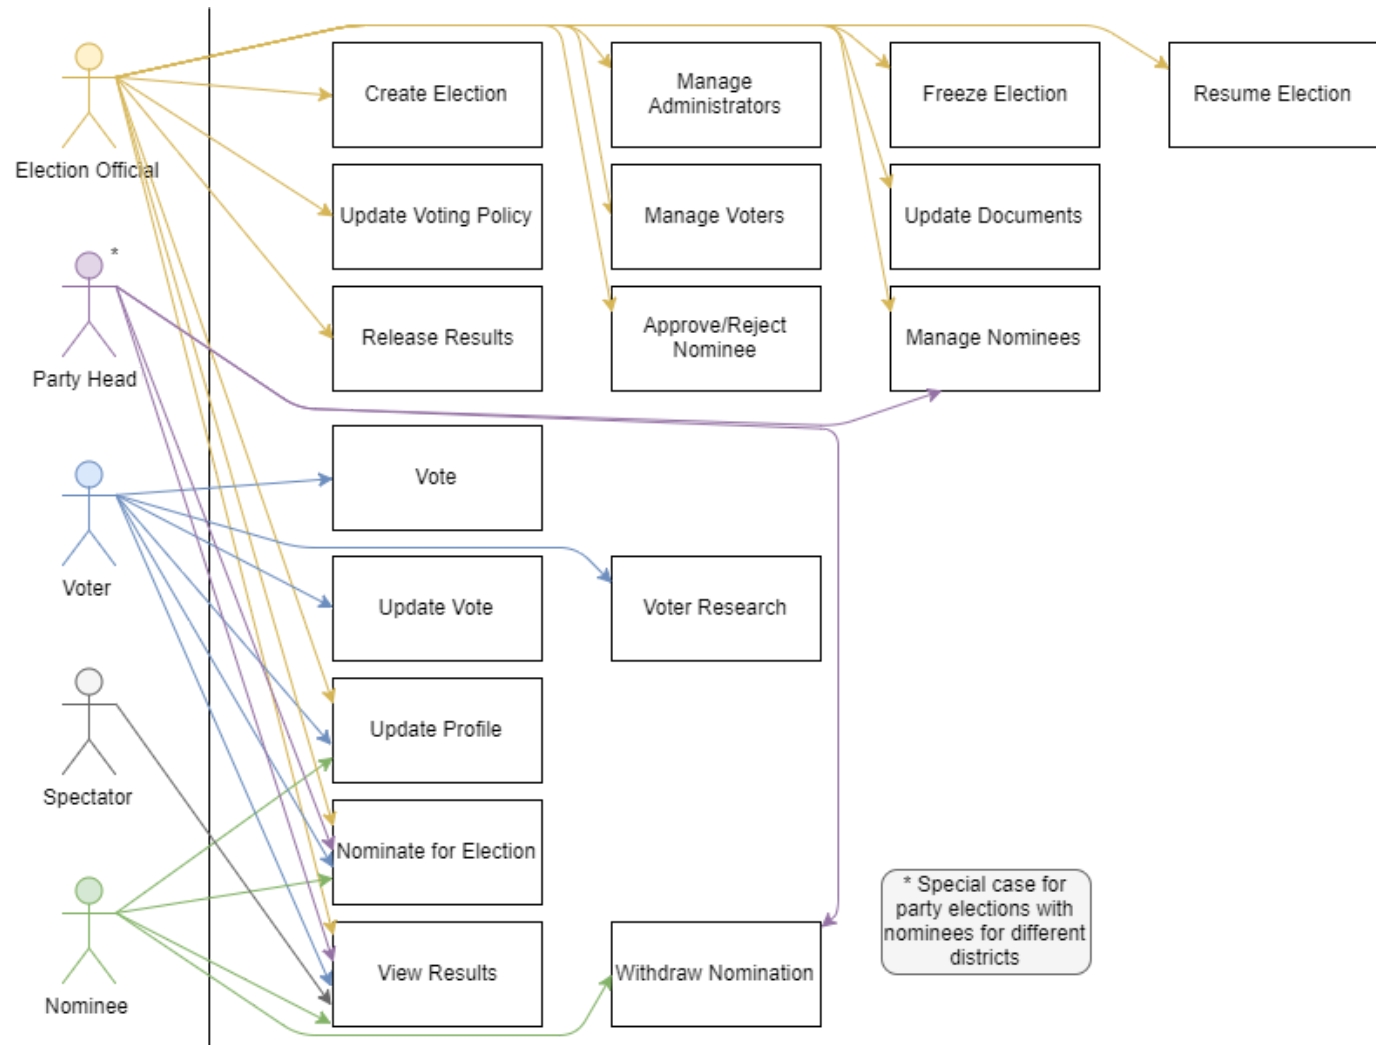 Create Election
Manage
Administrators
Freeze Election
Resume Election
Election Official
Update Voting Policy
Manage Voters
Update Documents
*
Party Head
Release Results
Approve/Reject
Nominee
Manage Nominees
Vote
Voter
Update Vote
Voter Research
Update Profile
Spectator
Nominate for Election
* Special case for
party elections with
nominees for different
districts
View Results
Withdraw Nomination
Nominee